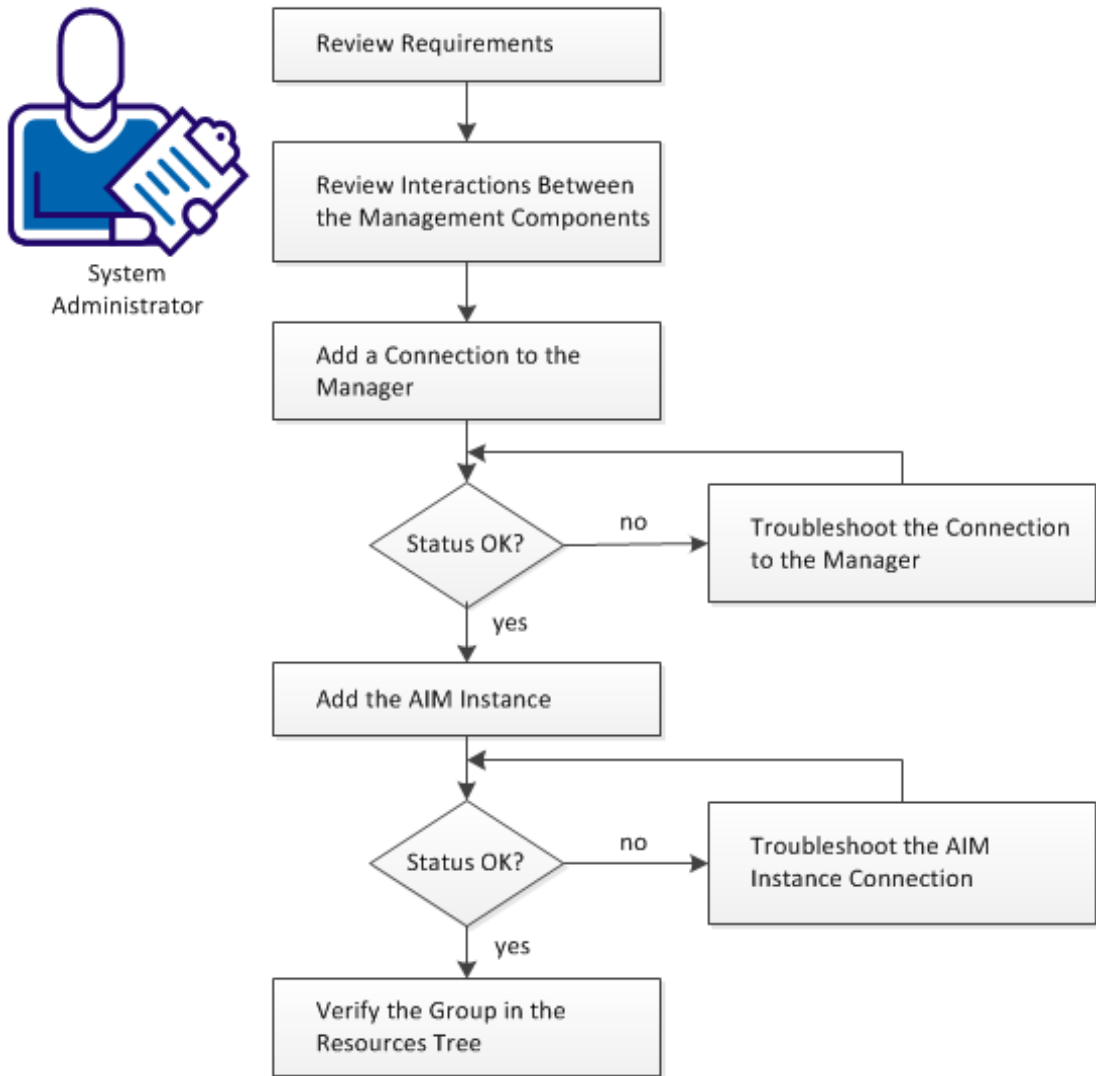 Review Requirements
Review Interactions Between
the Management Components
System
Administrator
Add a Connection to the
Manager
Status OK?
no
Troubleshoot the Connection
to the Manager
yes
Add the AIM Instance
Status OK?
no
Troubleshoot the AIM
Instance Connection
yes
Verify the Group in the
Resources Tree